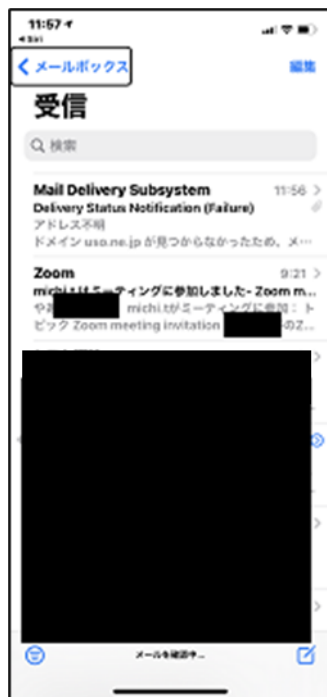 11:57
◀ Siri
メールボックス
編集
受信
検索
Mail Delivery Subsystem 11:56
Delivery Status Notification (Failure)
アドレス不明
ドメイン uso.ne.jp が見つからなかったため、メ…
Zoom 9:21
michi.tはミーティングに参加しました- Zoom m...
michi.tがミーティングに参加： ト
ピック Zoom meeting invitation のZ...
メールを確認中...